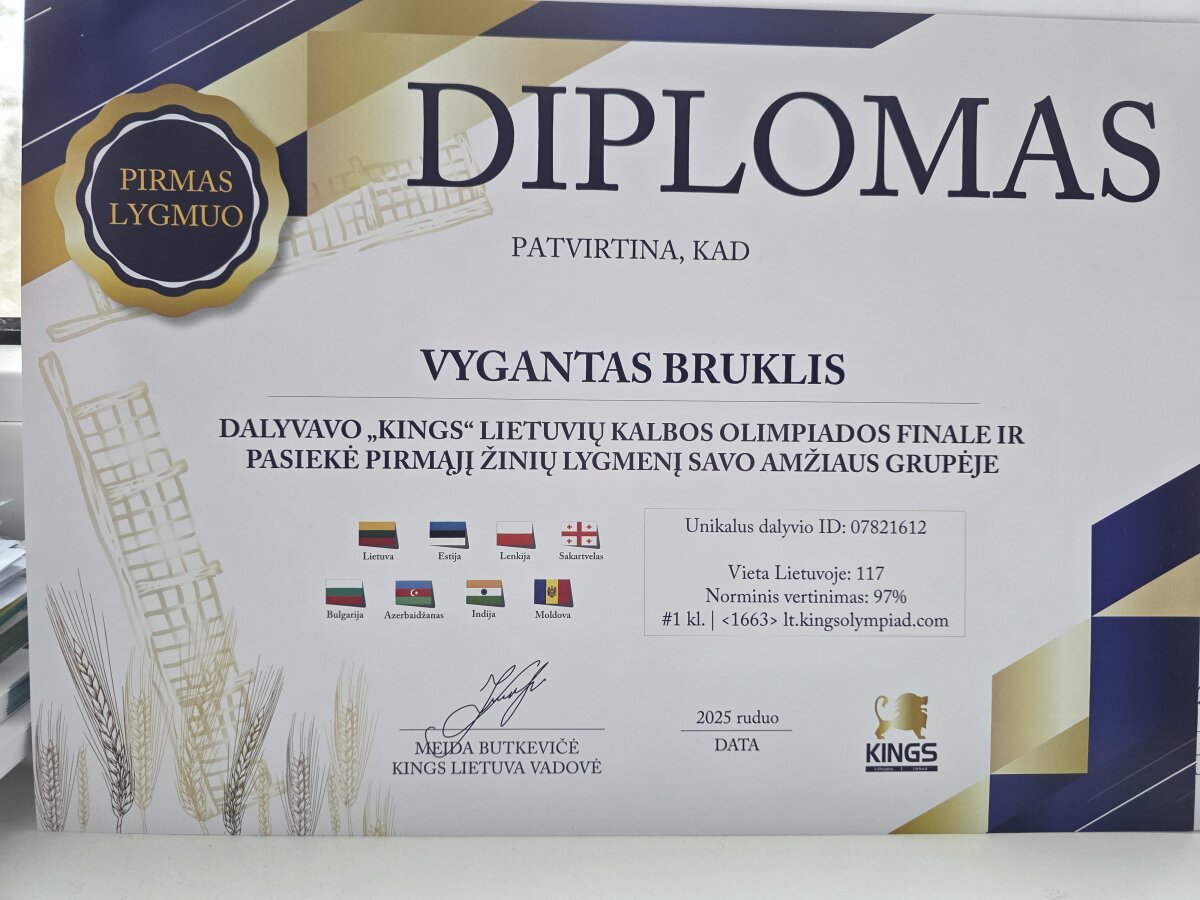 PIRMAS
LYGMUO
DIPLOMAS
PATVIRTINA, KAD
VYGANTAS BRUKLIS
DALYVAVO „KINGS“ LIETUVIŲ KALBOS OLIMPIADOS FINALE IR
PASIEKĖ PIRMĄJĮ ŽINIŲ LYGMENĮ SAVO AMŽIAUS GRUPĖJE
Lietuva Estija Lenkija Sakartvelas
Bulgarija Azerbaidžanas Indija Moldova
Unikalus dalyvio ID: 07821612
Vieta Lietuvoje: 117
Norminis vertinimas: 97%
#1 kl. | <1663> lt.kingsolympiad.com
MEIDA BUTKEVIČĖ
KINGS LIETUVA VADOVĖ
2025 ruduo
DATA
KINGS
Lithuania | Lietuva